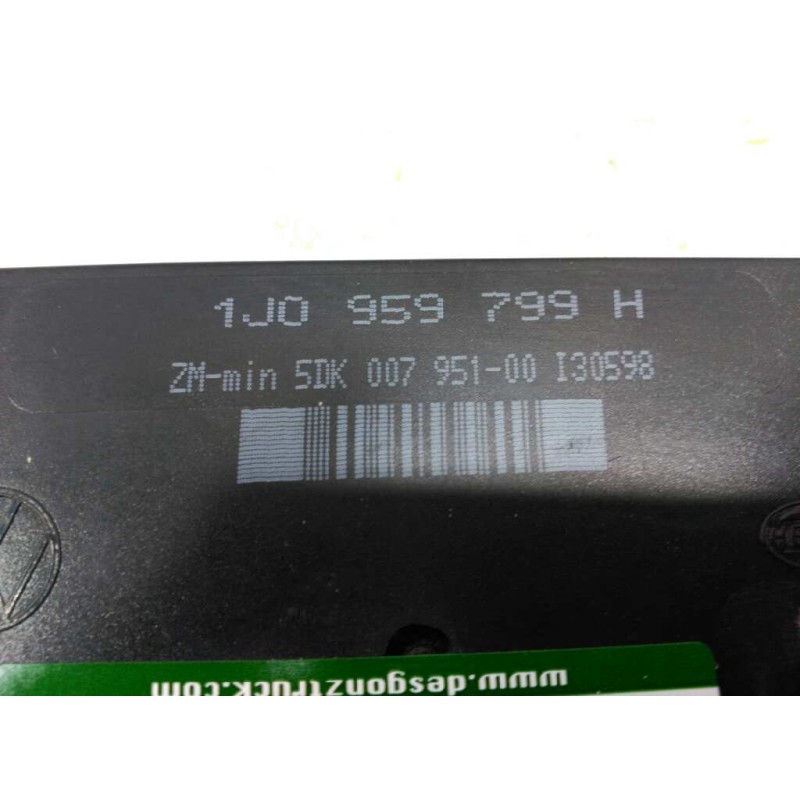 1J0 959 799 H
ZM-min 5DK 007 951-00 I30598
www.desgonztruck.com